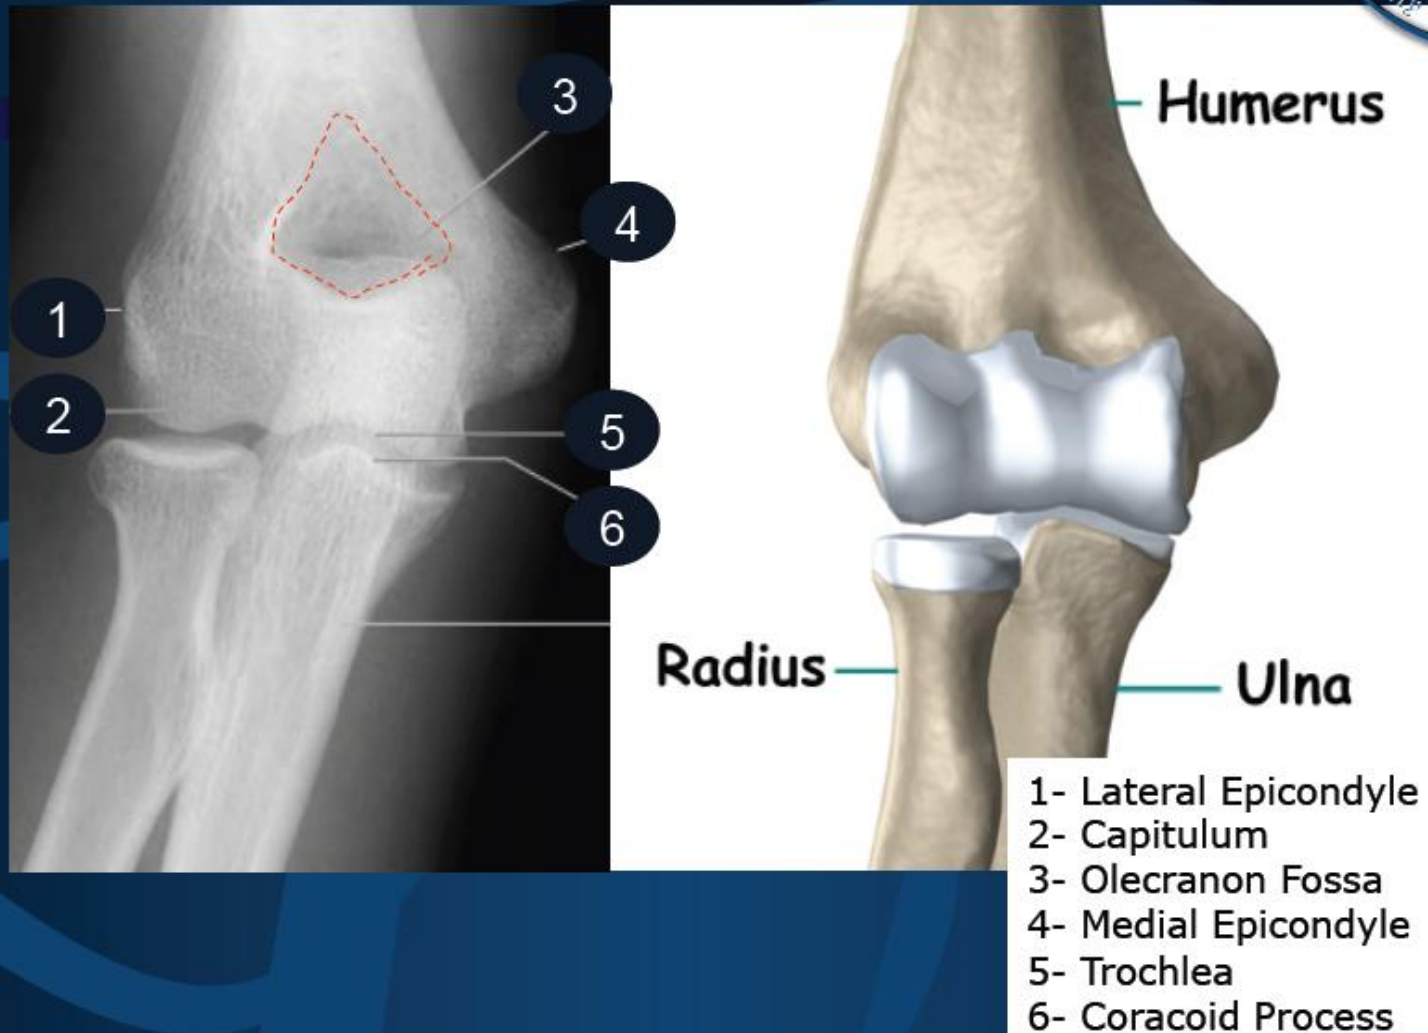 3
4
1
2
5
6
Humerus
Radius
Ulna
1- Lateral Epicondyle
2- Capitulum
3- Olecranon Fossa
4- Medial Epicondyle
5- Trochlea
6- Coracoid Process